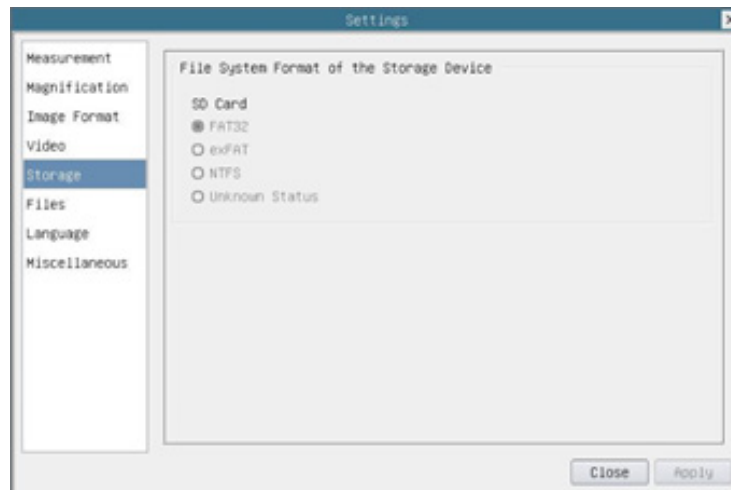 Settings
Measurement
Magnification
Image Format
Video
Storage
Files
Language
Miscellaneous
File System Format of the Storage Device
SD Card
FAT32
exFAT
NTFS
Unknown Status
Close
Apply